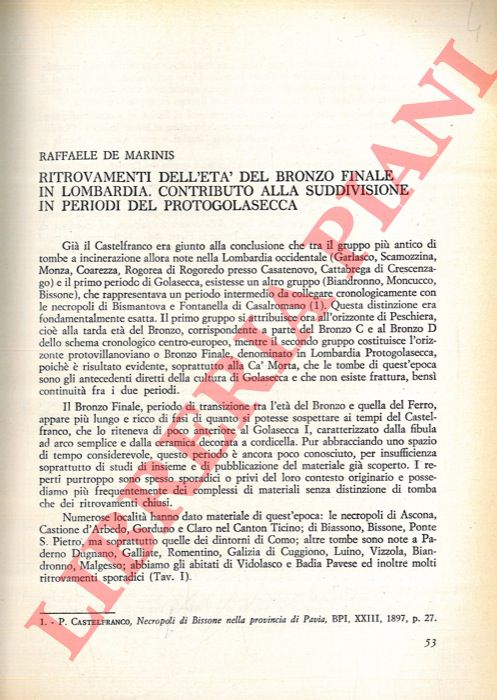 4
RAFFAELE DE MARINIS
RITROVAMENTI DELL'ETA' DEL BRONZO FINALE
IN LOMBARDIA. CONTRIBUTO ALLA SUDDIVISIONE
IN PERIODI DEL PROTOGOLASECCA
Già il Castelfranco era giunto alla conclusione che tra il gruppo più antico di
tombe a incinerazione allora note nella Lombardia occidentale (Garlasco, Scamozzina,
Monza, Coarezza, Rogorea di Rogoredo presso Casatenovo, Cattabrega di Crescenza-
go) e il primo periodo di Golasecca, esistesse un altro gruppo (Biandronno, Moncucco,
Bissone), che rappresentava un periodo intermedio da collegare cronologicamente con
le necropoli di Bismantova e Fontanella di Casalromano (1). Questa distinzione era
fondamentalmente esatta. Il primo gruppo si attribuisce ora all'orizzonte di Peschiera,
cioè alla tarda età del Bronzo, corrispondente a parte del Bronzo C e al Bronzo D
dello schema cronologico centro-europeo, mentre il secondo gruppo costituisce l'oriz-
zonte protovillanoviano o Bronzo Finale, denominato in Lombardia Protogolasecca,
poichè è risultato evidente, soprattutto alla Ca' Morta, che le tombe di quest'epoca
sono gli antecedenti diretti della cultura di Golasecca e che non esiste frattura, bensì
continuità fra i due periodi.
Il Bronzo Finale, periodo di transizione tra l'età del Bronzo e quella del Ferro,
appare più lungo e ricco di fasi di quanto si potesse sospettare ai tempi del Castel-
franco, che lo riteneva di poco anteriore al Golasecca I, caratterizzato dalla fibula
ad arco semplice e dalla ceramica decorata a cordicella. Pur abbracciando uno spazio
di tempo considerevole, questo periodo è ancora poco conosciuto, per insufficienza
soprattutto di studi d'insieme e di pubblicazione del materiale già scoperto. I re-
perti purtroppo sono spesso sporadici o privi del loro contesto originario e posse-
diamo più frequentemente dei complessi di materiali senza distinzione di tomba
che dei ritrovamenti chiusi.
Numerose località hanno dato materiale di quest'epoca: le necropoli di Ascona,
Castione d'Arbedo, Gorduno e Claro nel Canton Ticino; di Biassono, Bissone, Ponte
S. Pietro, ma soprattutto quelle dei dintorni di Como; altre tombe sono note a Pa-
derno Dugnano, Galliate, Romentino, Galizia di Cuggiono, Luino, Vizzola, Bian-
dronno, Malgesso; abbiamo gli abitati di Vidolasco e Badia Pavese ed inoltre molti
ritrovamenti sporadici (Tav. I).
1. - P. CASTELFRANCO, Necropoli di Bissone nella provincia di Pavia, BPI, XXIII, 1897, p. 27.
53
LIBRERIA PIANI